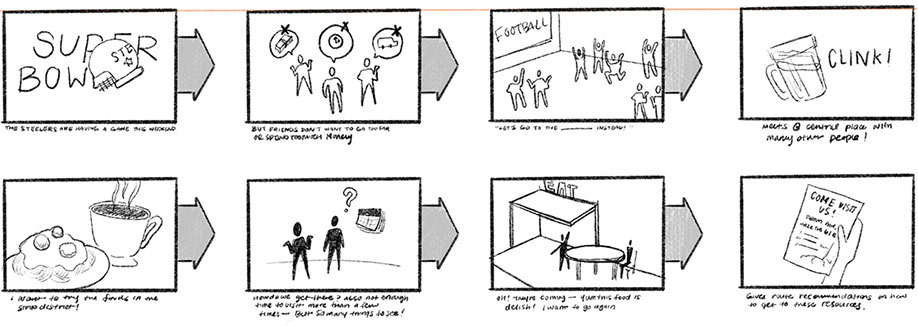 SUPER
BOWL
STE
THE STEELERS ARE HAVING A GAME THIS WEEKEND
BUT FRIENDS DON'T WANT TO GO TOO FAR
OR SPEND TOO MUCH MONEY
FOOTBALL
"LET'S GO TO THE ______ INSTEAD!"
CLINK!
MEETS @ central place with
many other people!
I want to try the foods in the
strip district!
?
How do we get there? Also not enough
time to visit more than a few
times— But so many things to see!
EAT
OH! They're coming — Yum this food is
delish! I want to go again
COME VISIT
US!
Gives route recommendations on how
to get to these resources.